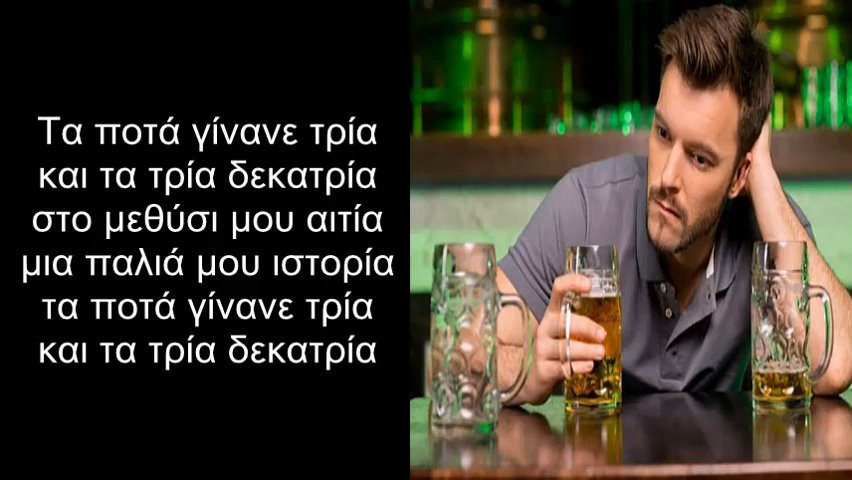 Τα ποτά γίνανε τρία
και τα τρία δεκατρία
στο μεθύσι μου αιτία
μια παλιά μου ιστορία
τα ποτά γίνανε τρία
και τα τρία δεκατρία